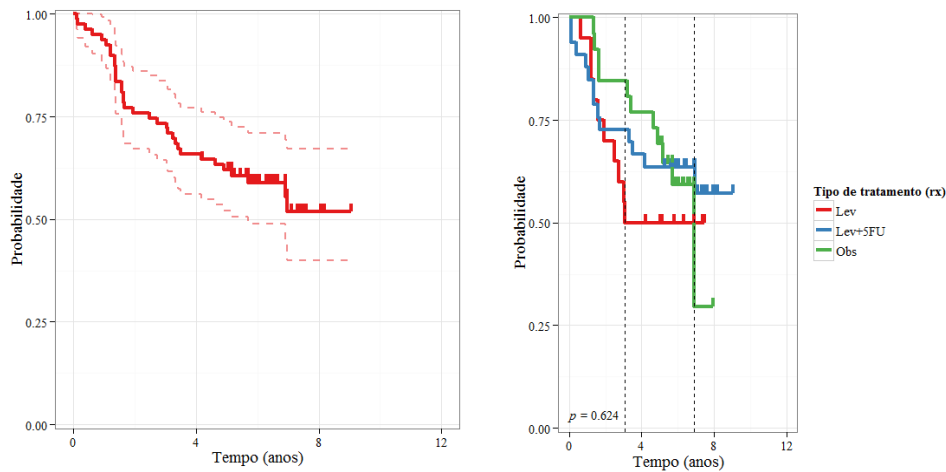 1.00
0.75
0.50
0.25
0.00
Probabilidade
0
4
8
12
Tempo (anos)
1.00
0.75
0.50
0.25
0.00
Probabilidade
p = 0.624
0
4
8
12
Tempo (anos)
Tipo de tratamento (rx)
Lev
Lev+5FU
Obs